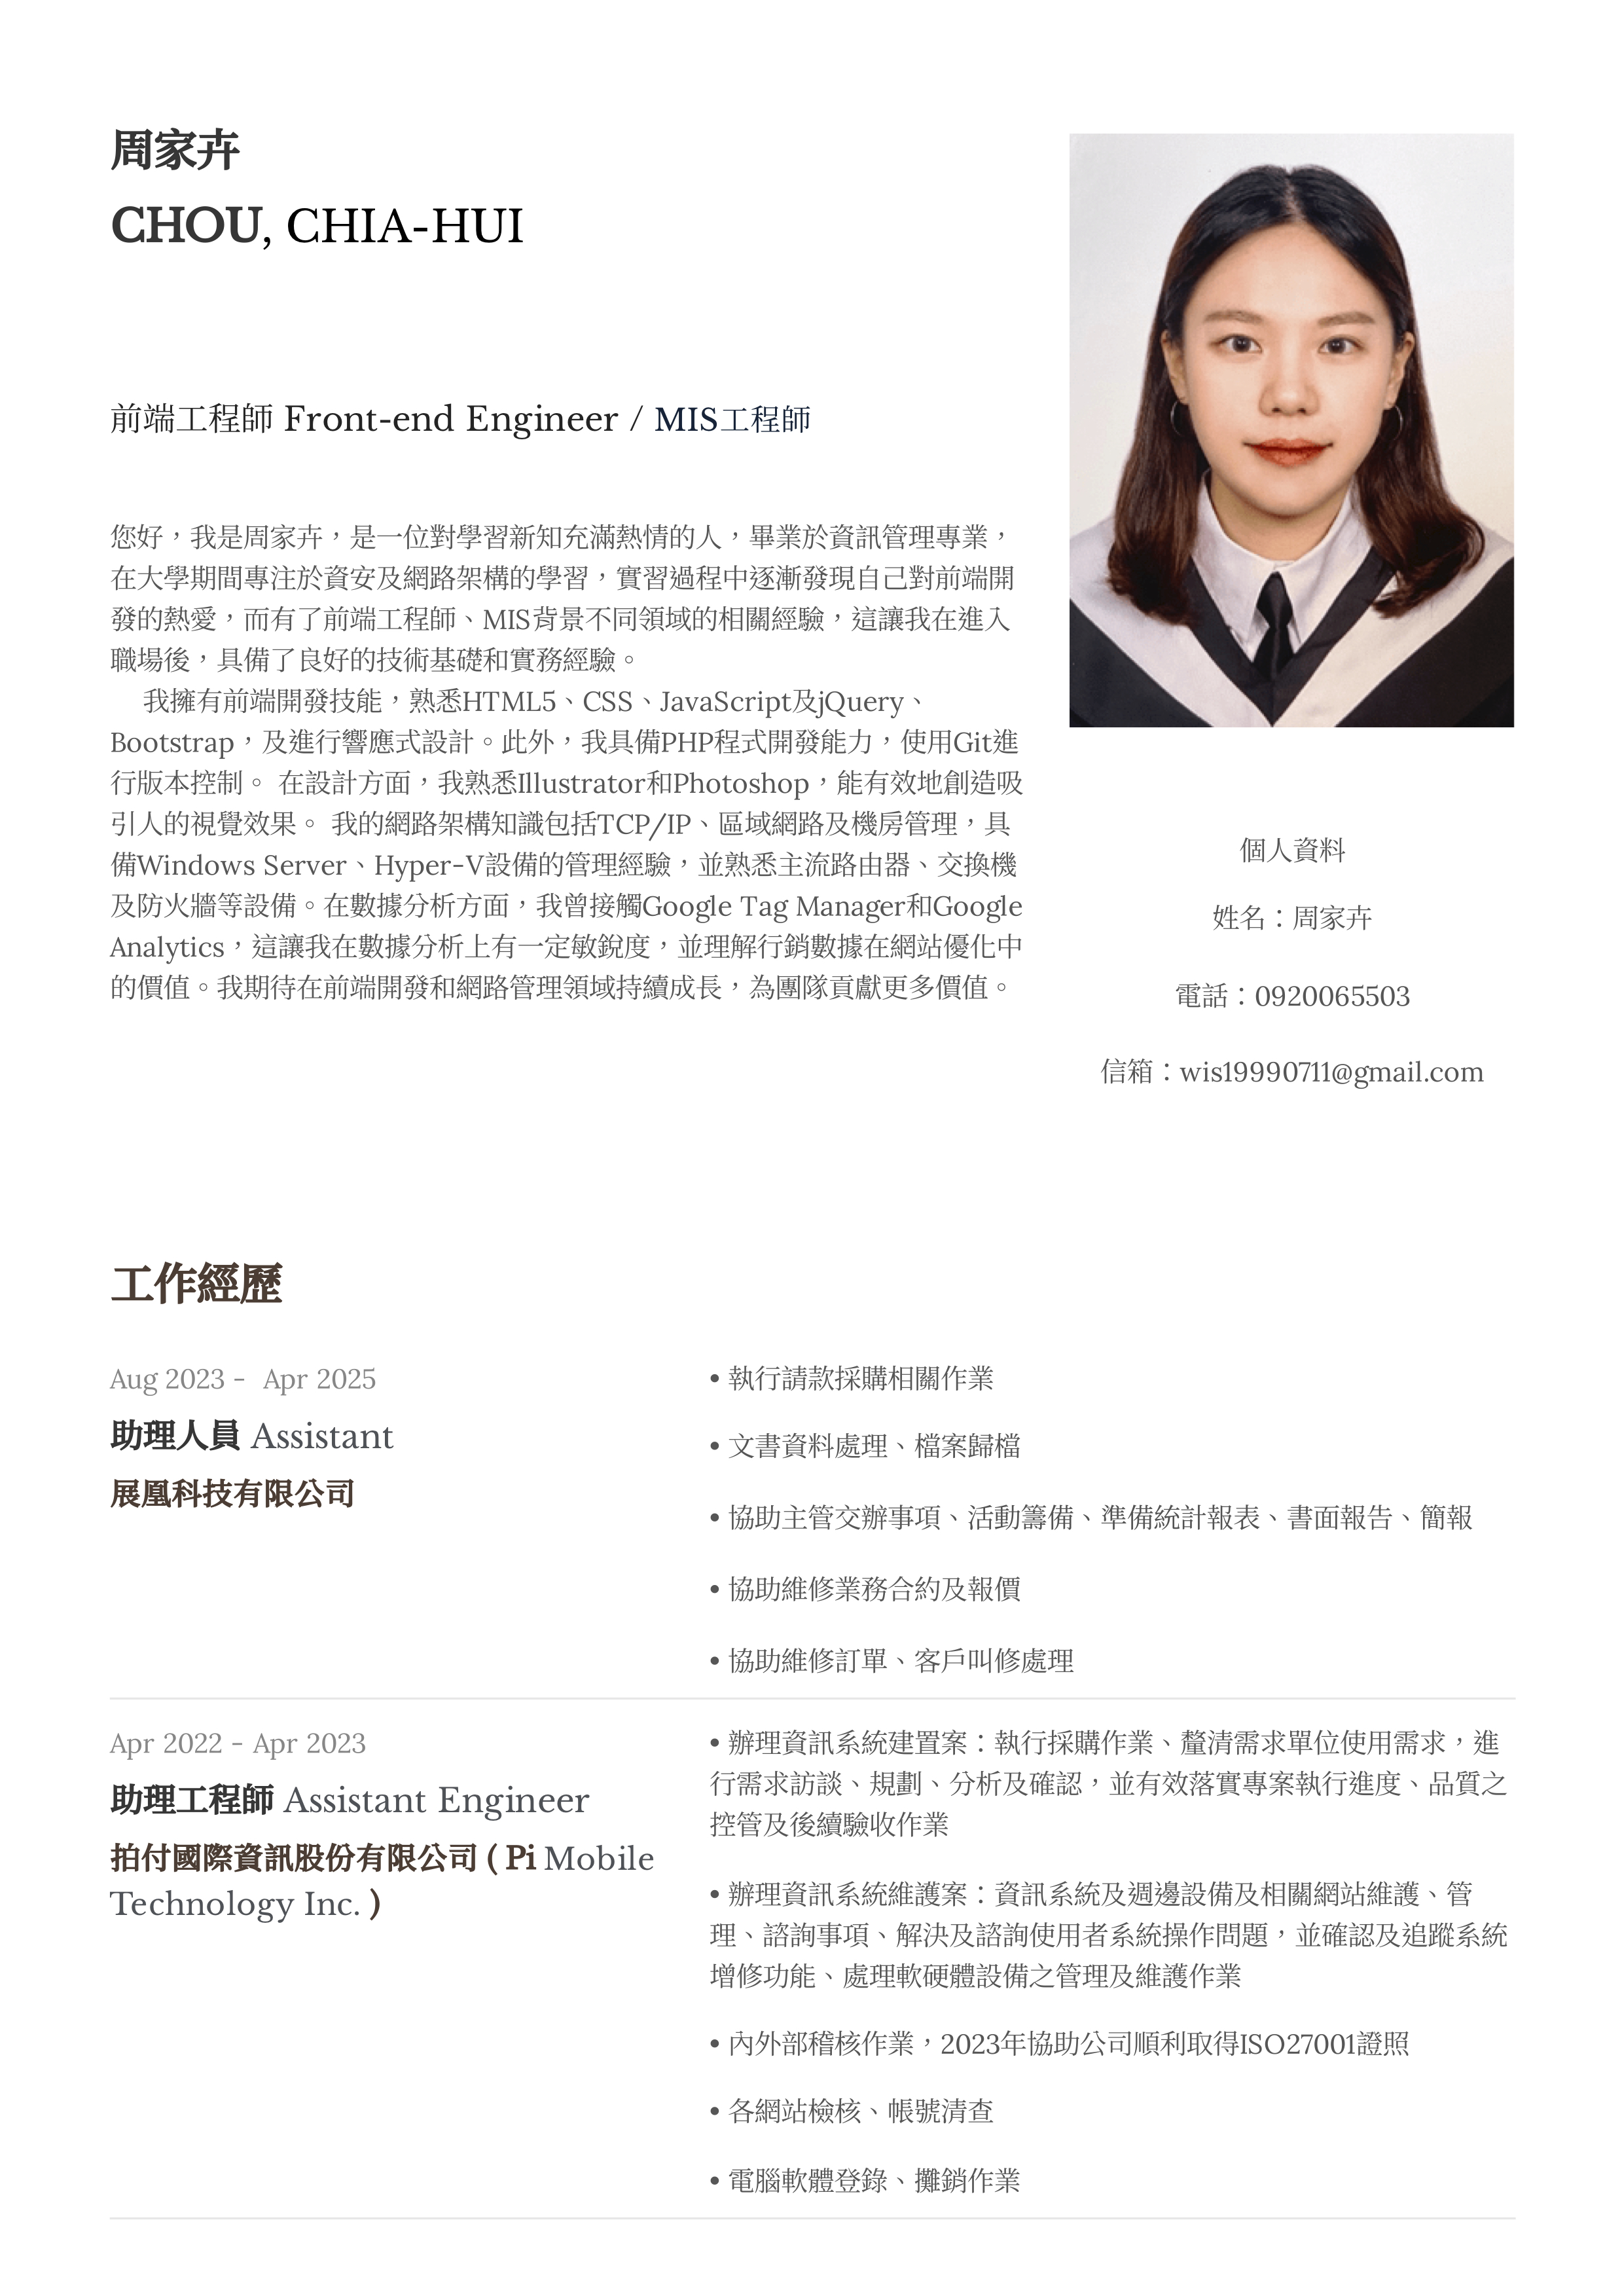 周家卉
CHOU, CHIA-HUI
前端工程師 Front-end Engineer / MIS工程師
您好，我是周家卉，是一位對學習新知充滿熱情的人，畢業於資訊管理專業，
在大學期間專注於資安及網路架構的學習，實習過程中逐漸發現自己對前端開
發的熱愛，而有了前端工程師、MIS背景不同領域的相關經驗，這讓我在進入
職場後，具備了良好的技術基礎和實務經驗。
我擁有前端開發技能，熟悉HTML5、CSS、JavaScript及jQuery、
Bootstrap，及進行響應式設計。此外，我具備PHP程式開發能力，使用Git進
行版本控制。 在設計方面，我熟悉Illustrator和Photoshop，能有效地創造吸
引人的視覺效果。 我的網路架構知識包括TCP/IP、區域網路及機房管理，具
備Windows Server、Hyper-V設備的管理經驗，並熟悉主流路由器、交換機
及防火牆等設備。在數據分析方面，我曾接觸Google Tag Manager和Google
Analytics，這讓我在數據分析上有一定敏銳度，並理解行銷數據在網站優化中
的價值。我期待在前端開發和網路管理領域持續成長，為團隊貢獻更多價值。
個人資料
姓名：周家卉
電話：0920065503
信箱：wis19990711@gmail.com
工作經歷
Aug 2023 - Apr 2025
助理人員 Assistant
展凰科技有限公司
• 執行請款採購相關作業
• 文書資料處理、檔案歸檔
• 協助主管交辦事項、活動籌備、準備統計報表、書面報告、簡報
• 協助維修業務合約及報價
• 協助維修訂單、客戶叫修處理
Apr 2022 - Apr 2023
助理工程師 Assistant Engineer
拍付國際資訊股份有限公司 ( Pi Mobile
Technology Inc. )
• 辦理資訊系統建置案：執行採購作業、釐清需求單位使用需求，進
行需求訪談、規劃、分析及確認，並有效落實專案執行進度、品質之
控管及後續驗收作業
• 辦理資訊系統維護案：資訊系統及週邊設備及相關網站維護、管
理、諮詢事項、解決及諮詢使用者系統操作問題，並確認及追蹤系統
增修功能、處理軟硬體設備之管理及維護作業
• 內外部稽核作業，2023年協助公司順利取得ISO27001證照
• 各網站檢核、帳號清查
• 電腦軟體登錄、攤銷作業